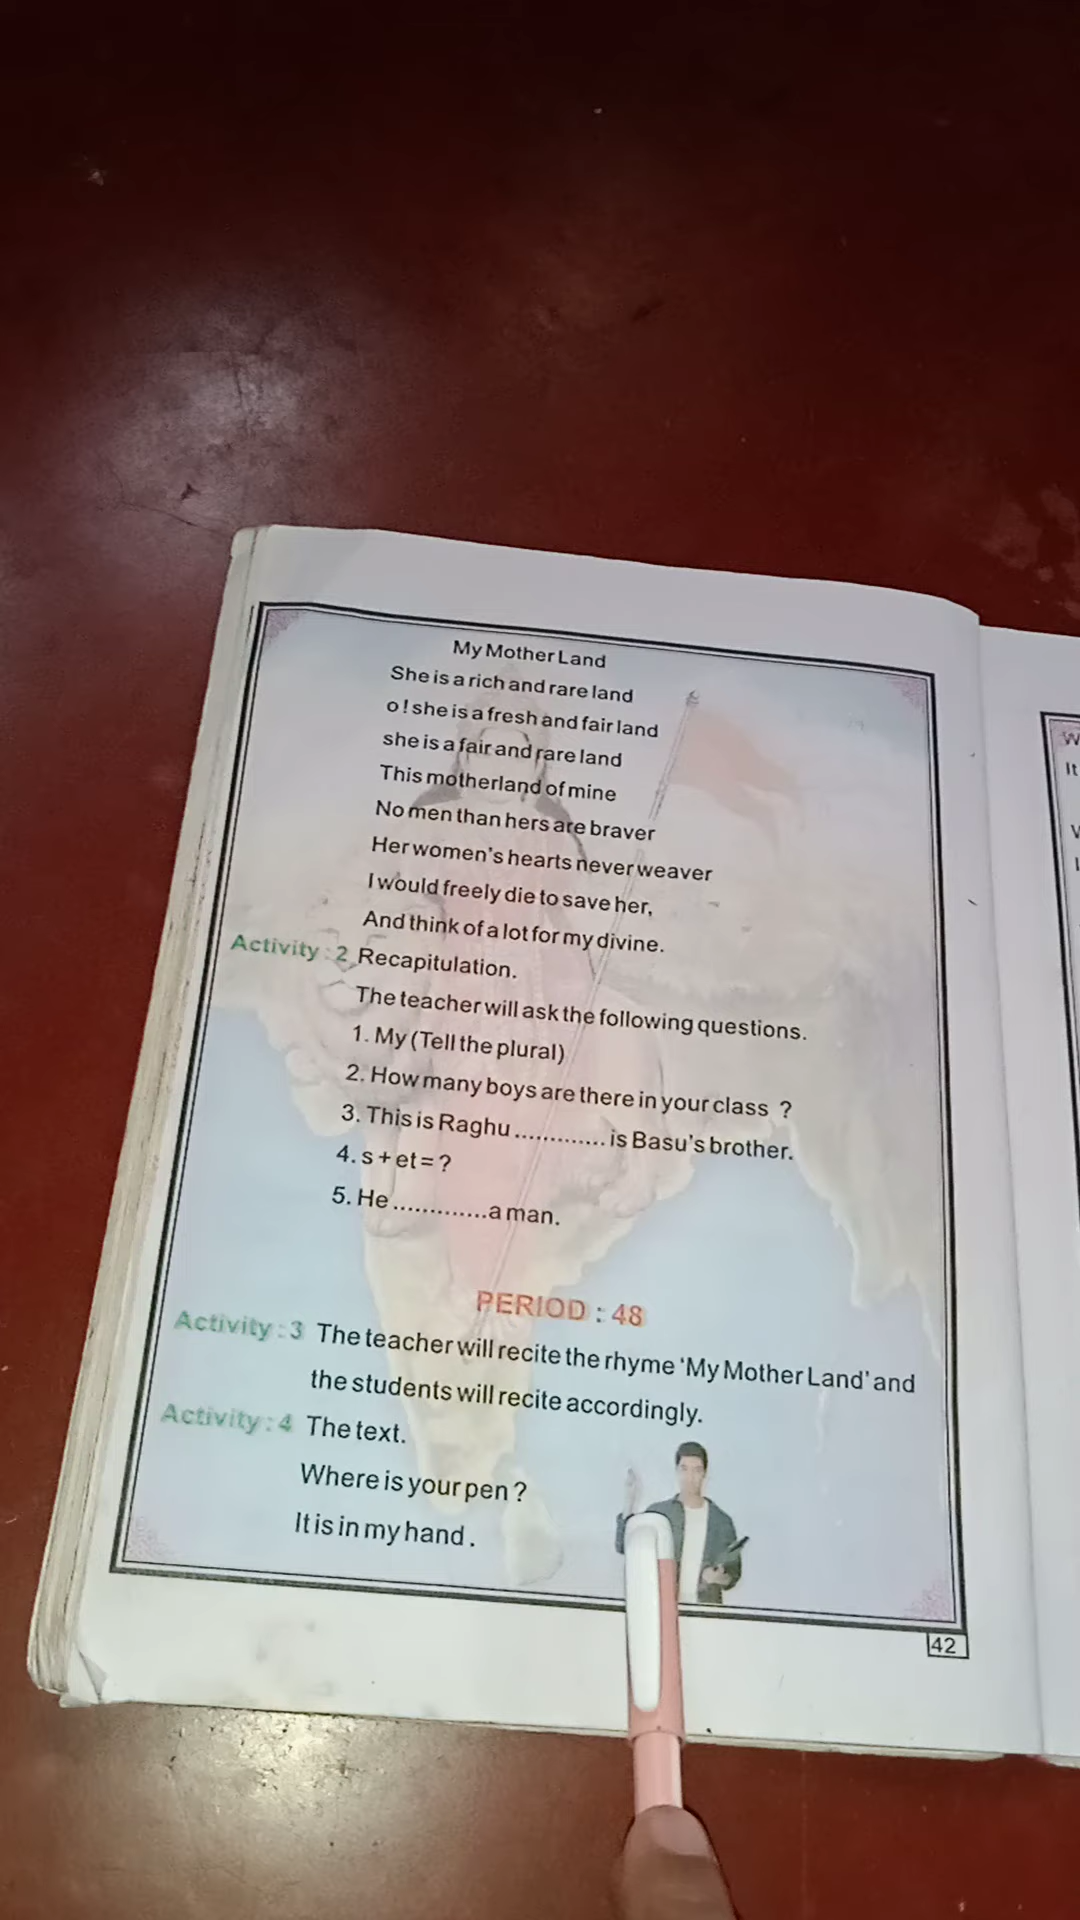 My Mother Land
She is a rich and rare land
o ! she is a fresh and fair land
she is a fair and rare land
This motherland of mine
No men than hers are braver
Her women's hearts never weaver
I would freely die to save her,
And think of a lot for my divine.
Activity : 2 Recapitulation.
The teacher will ask the following questions.
1. My (Tell the plural)
2. How many boys are there in your class ?
3. This is Raghu ............. is Basu's brother.
4. s + et = ?
5. He .............a man.
PERIOD : 48
Activity : 3 The teacher will recite the rhyme 'My Mother Land' and
the students will recite accordingly.
Activity : 4 The text.
Where is your pen ?
It is in my hand .
42
It